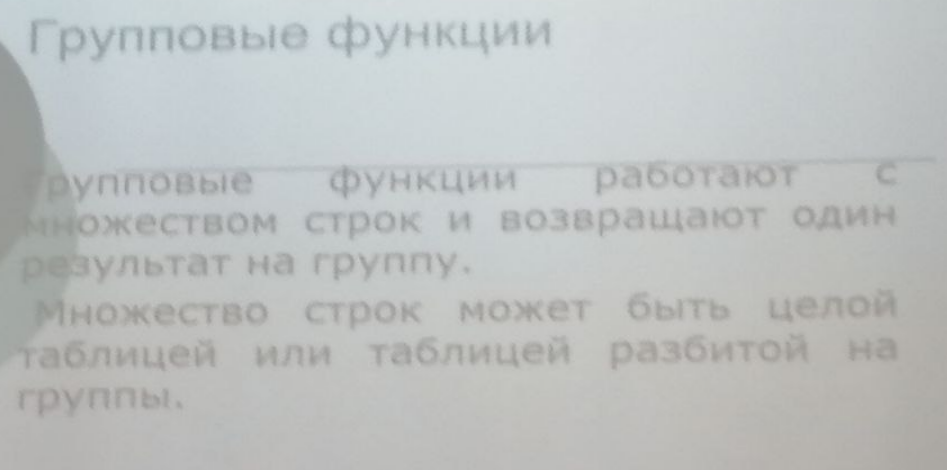 Групповые функции
Групповые функции работают с
множеством строк и возвращают один
результат на группу.
Множество строк может быть целой
таблицей или таблицей разбитой на
группы.